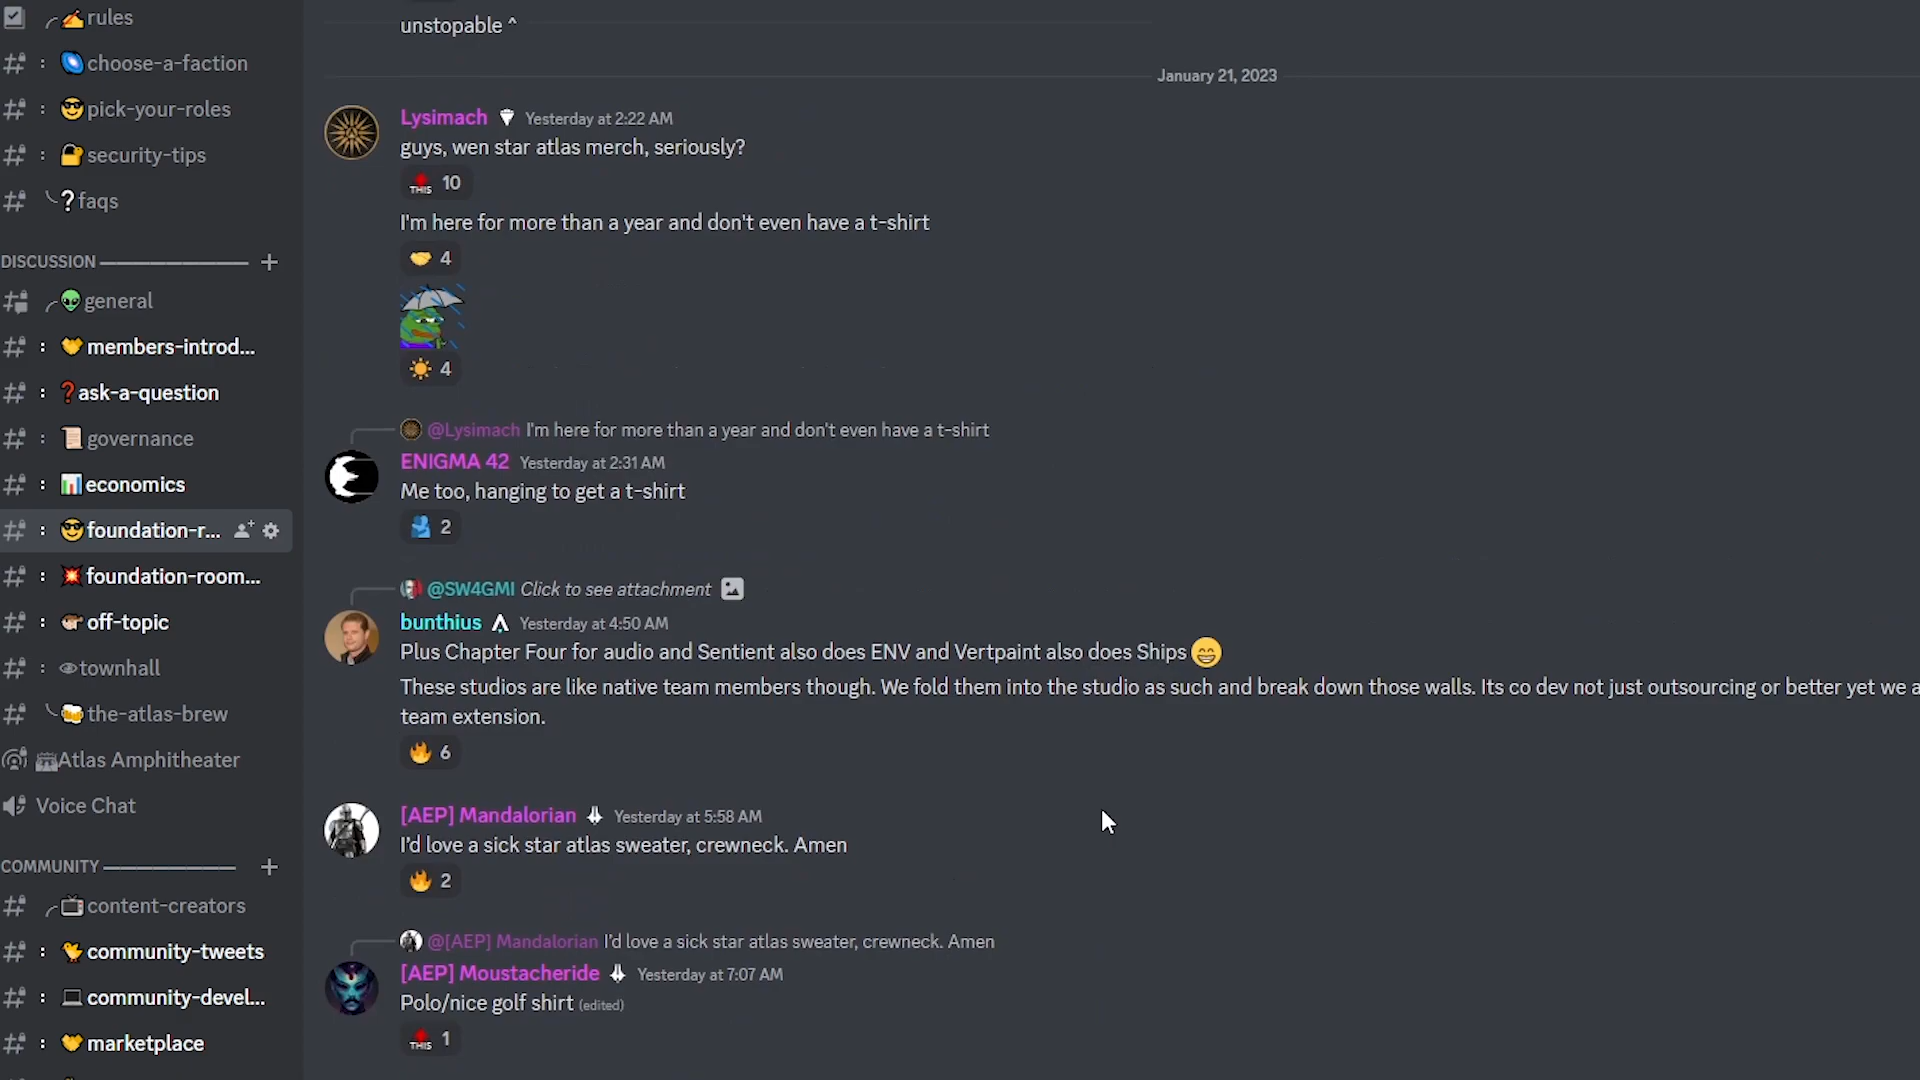 rules
choose-a-faction
pick-your-roles
security-tips
faqs
DISCUSSION
general
members-introd...
ask-a-question
governance
economics
foundation-r...
foundation-room...
off-topic
townhall
the-atlas-brew
Atlas Amphitheater
Voice Chat
COMMUNITY
content-creators
community-tweets
community-devel...
marketplace
unstopable ^
January 21, 2023
Lysimach Yesterday at 2:22 AM
guys, wen star atlas merch, seriously?
THIS 10
I'm here for more than a year and don't even have a t-shirt
4
4
@Lysimach I'm here for more than a year and don't even have a t-shirt
ENIGMA 42 Yesterday at 2:31 AM
Me too, hanging to get a t-shirt
2
@SW4GMI Click to see attachment
bunthius Yesterday at 4:50 AM
Plus Chapter Four for audio and Sentient also does ENV and Vertpaint also does Ships
These studios are like native team members though. We fold them into the studio as such and break down those walls. Its co dev not just outsourcing or better yet we a
team extension.
6
[AEP] Mandalorian Yesterday at 5:58 AM
I'd love a sick star atlas sweater, crewneck. Amen
2
@[AEP] Mandalorian I'd love a sick star atlas sweater, crewneck. Amen
[AEP] Moustacheride Yesterday at 7:07 AM
Polo/nice golf shirt (edited)
THIS 1